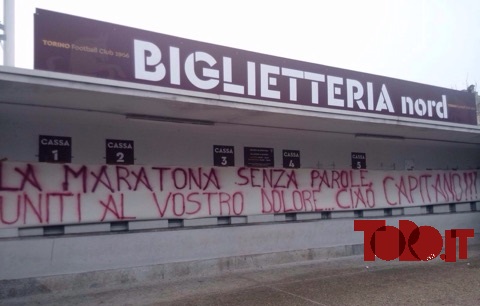 TORINO Football Club 1906
BIGLIETTERIA nord
CASSA 1
CASSA 2
CASSA 3
CASSA 4
CASSA 5
LA MARATONA SENZA PAROLE,
UNITI AL VOSTRO DOLORE... CIAO CAPITANO!!!
TORO.IT